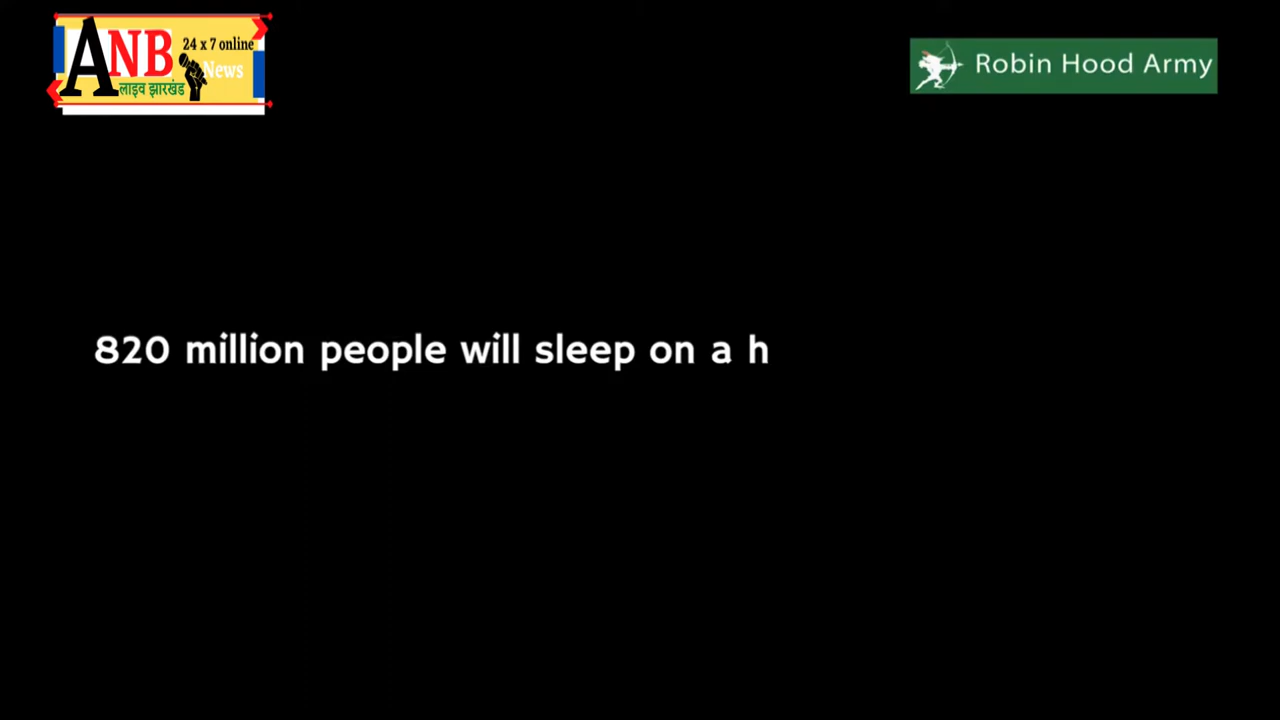 ANB
24 x 7 online
News
लाइव झारखंड
Robin Hood Army
820 million people will sleep on a h